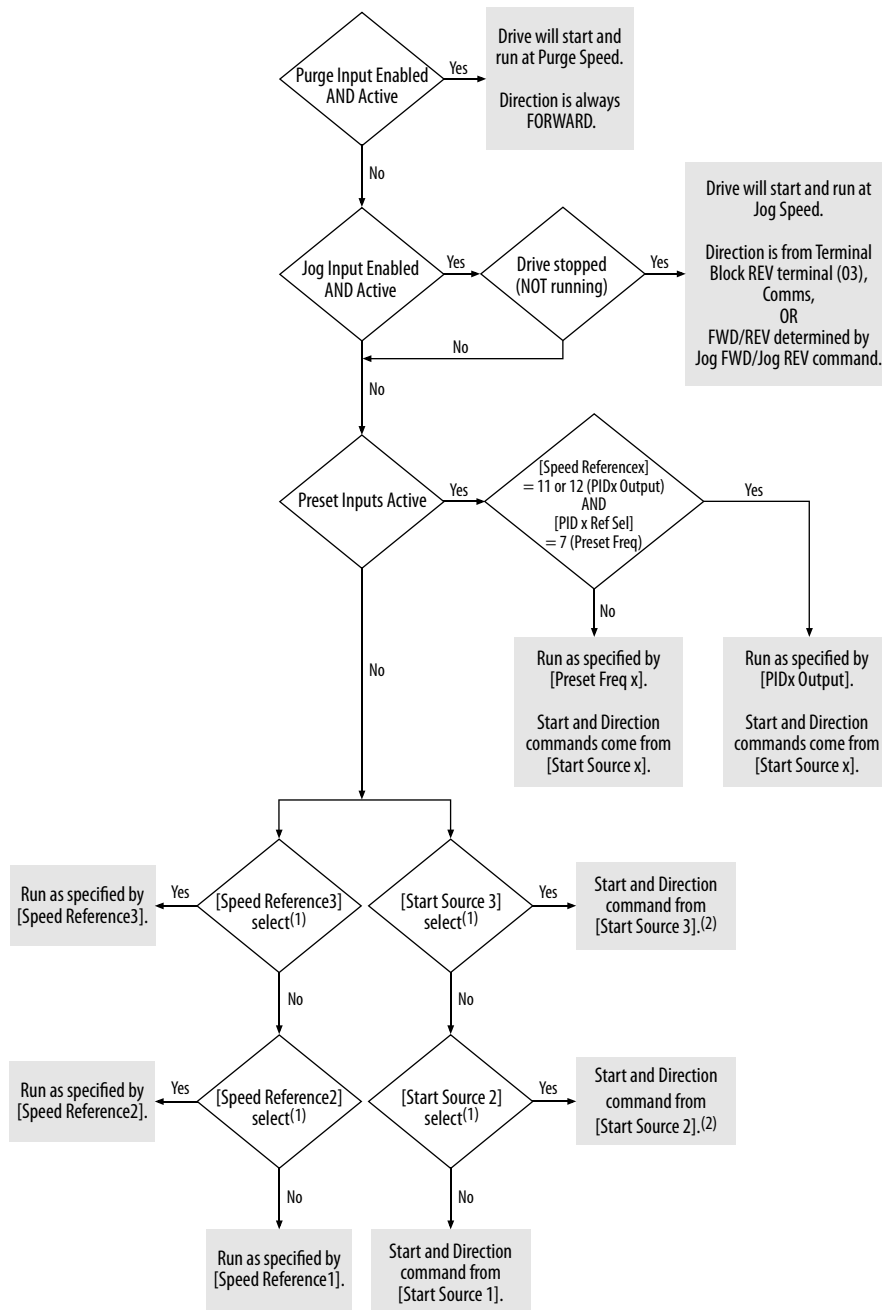 Purge Input Enabled
AND Active
Yes
Drive will start and
run at Purge Speed.
Direction is always
FORWARD.
No
Jog Input Enabled
AND Active
Yes
Drive stopped
(NOT running)
Yes
Drive will start and run at
Jog Speed.
Direction is from Terminal
Block REV terminal (03),
Comms,
OR
FWD/REV determined by
Jog FWD/Jog REV command.
No
No
Preset Inputs Active
Yes
[Speed Referencex]
= 11 or 12 (PIDx Output)
AND
[PID x Ref Sel]
= 7 (Preset Freq)
Yes
No
Run as specified by
[Preset Freq x].
Start and Direction
commands come from
[Start Source x].
Run as specified by
[PIDx Output].
Start and Direction
commands come from
[Start Source x].
No
Run as specified by
[Speed Reference3].
Yes
[Speed Reference3]
select(1)
[Start Source 3]
select(1)
Yes
Start and Direction
command from
[Start Source 3].(2)
No
No
Run as specified by
[Speed Reference2].
Yes
[Speed Reference2]
select(1)
[Start Source 2]
select(1)
Yes
Start and Direction
command from
[Start Source 2].(2)
No
No
Run as specified by
[Speed Reference1].
Start and Direction
command from
[Start Source 1].